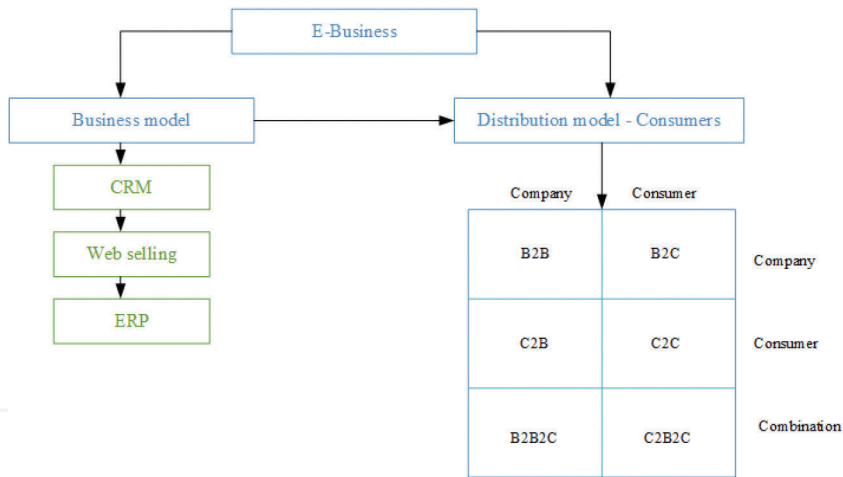 E-Business
Business model
Distribution model - Consumers
CRM
Web selling
ERP
Company Consumer
B2B B2C Company
C2B C2C Consumer
B2B2C C2B2C Combination